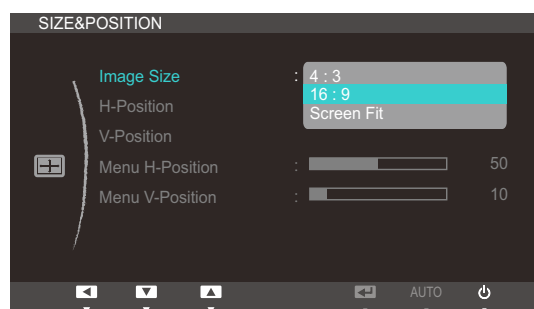 SIZE&POSITION
Image Size : 4 : 3
16 : 9
Screen Fit
H-Position
V-Position
Menu H-Position : 50
Menu V-Position : 10
AUTO